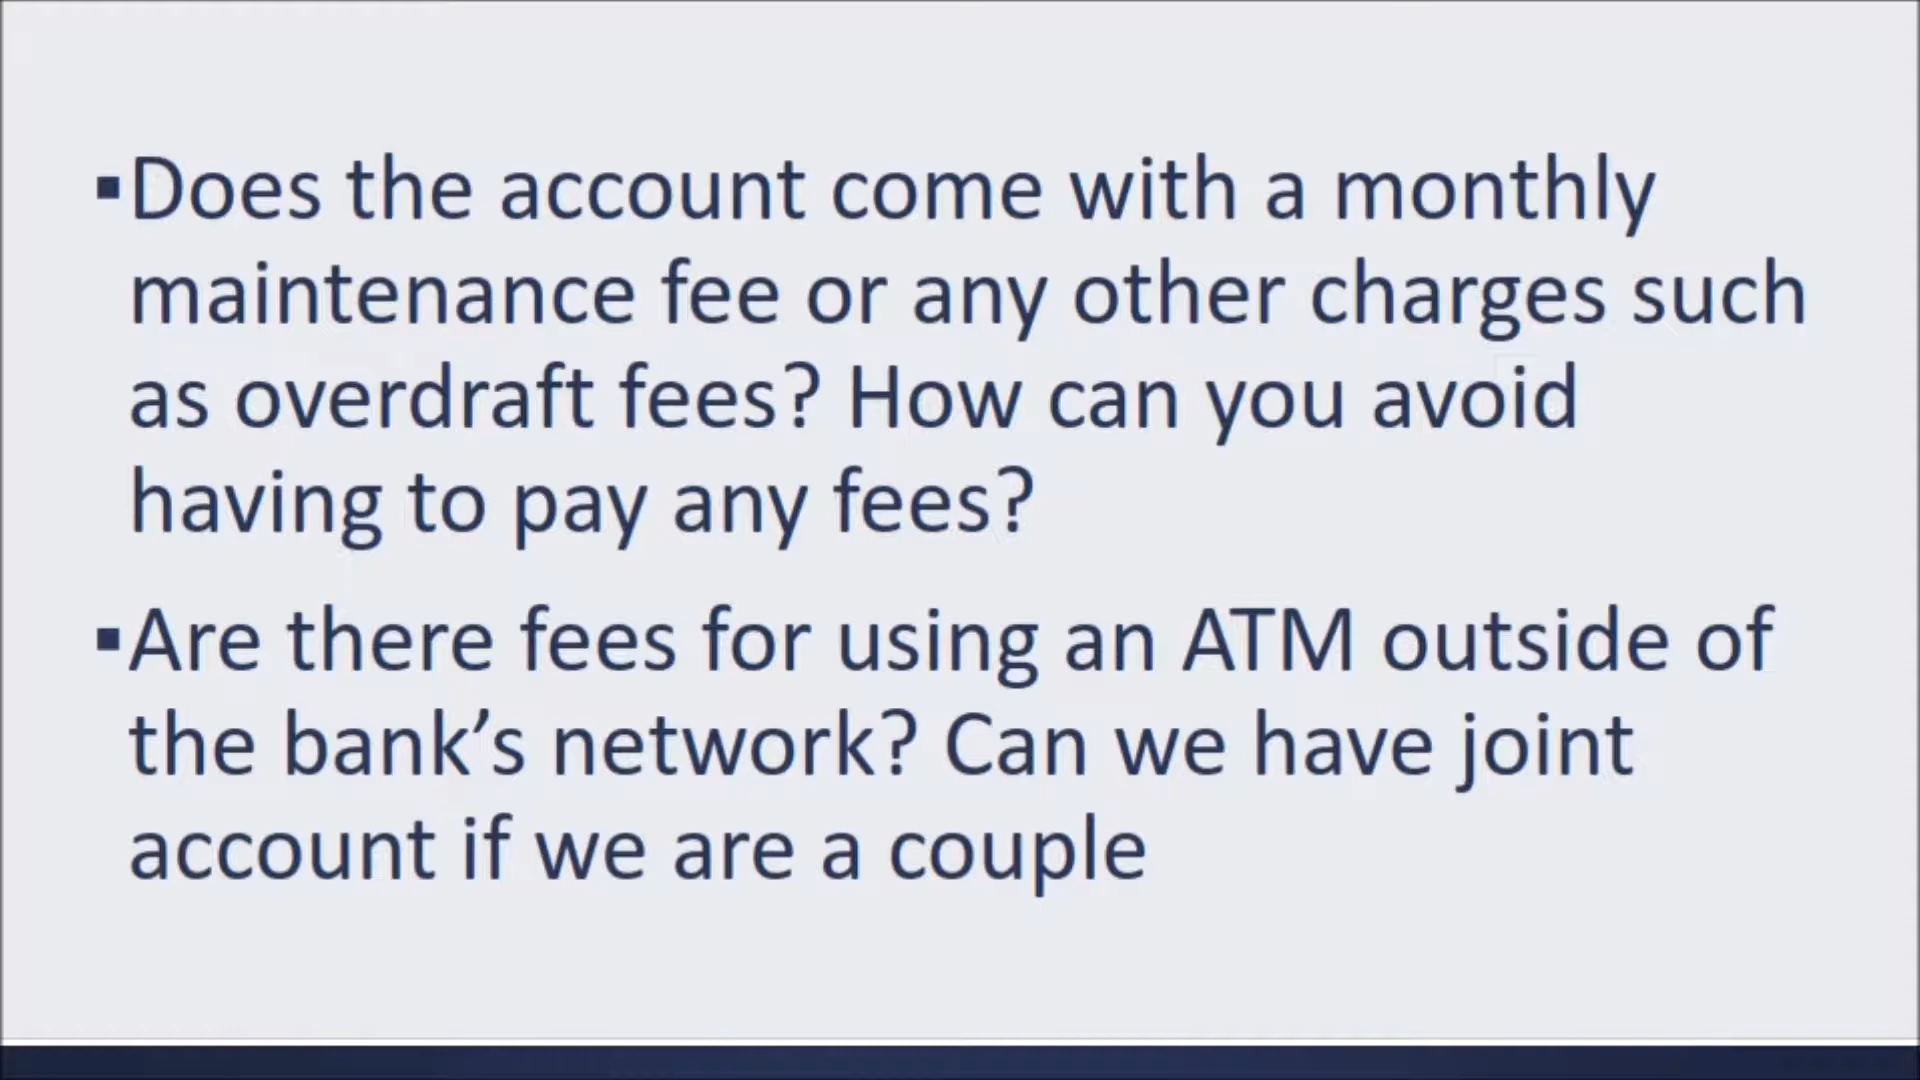 ▪Does the account come with a monthly
maintenance fee or any other charges such
as overdraft fees? How can you avoid
having to pay any fees?
▪Are there fees for using an ATM outside of
the bank’s network? Can we have joint
account if we are a couple